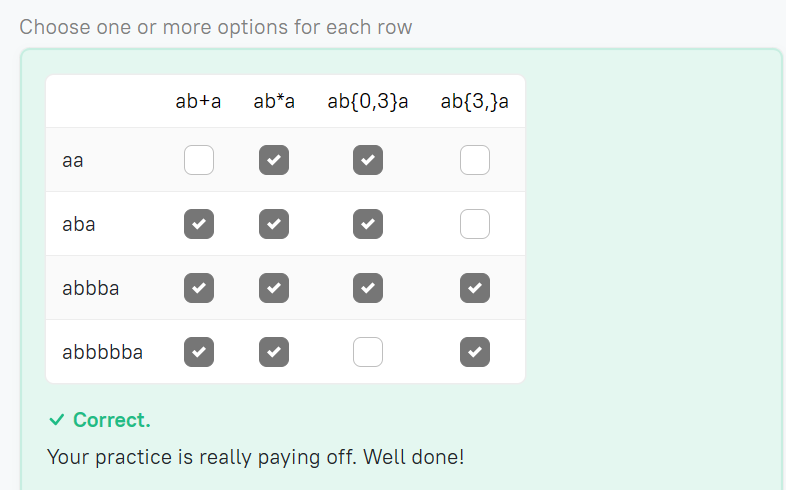 Choose one or more options for each row
ab+a ab*a ab{0,3}a ab{3,}a
aa
aba
abbba
abbbbba
Correct.
Your practice is really paying off. Well done!